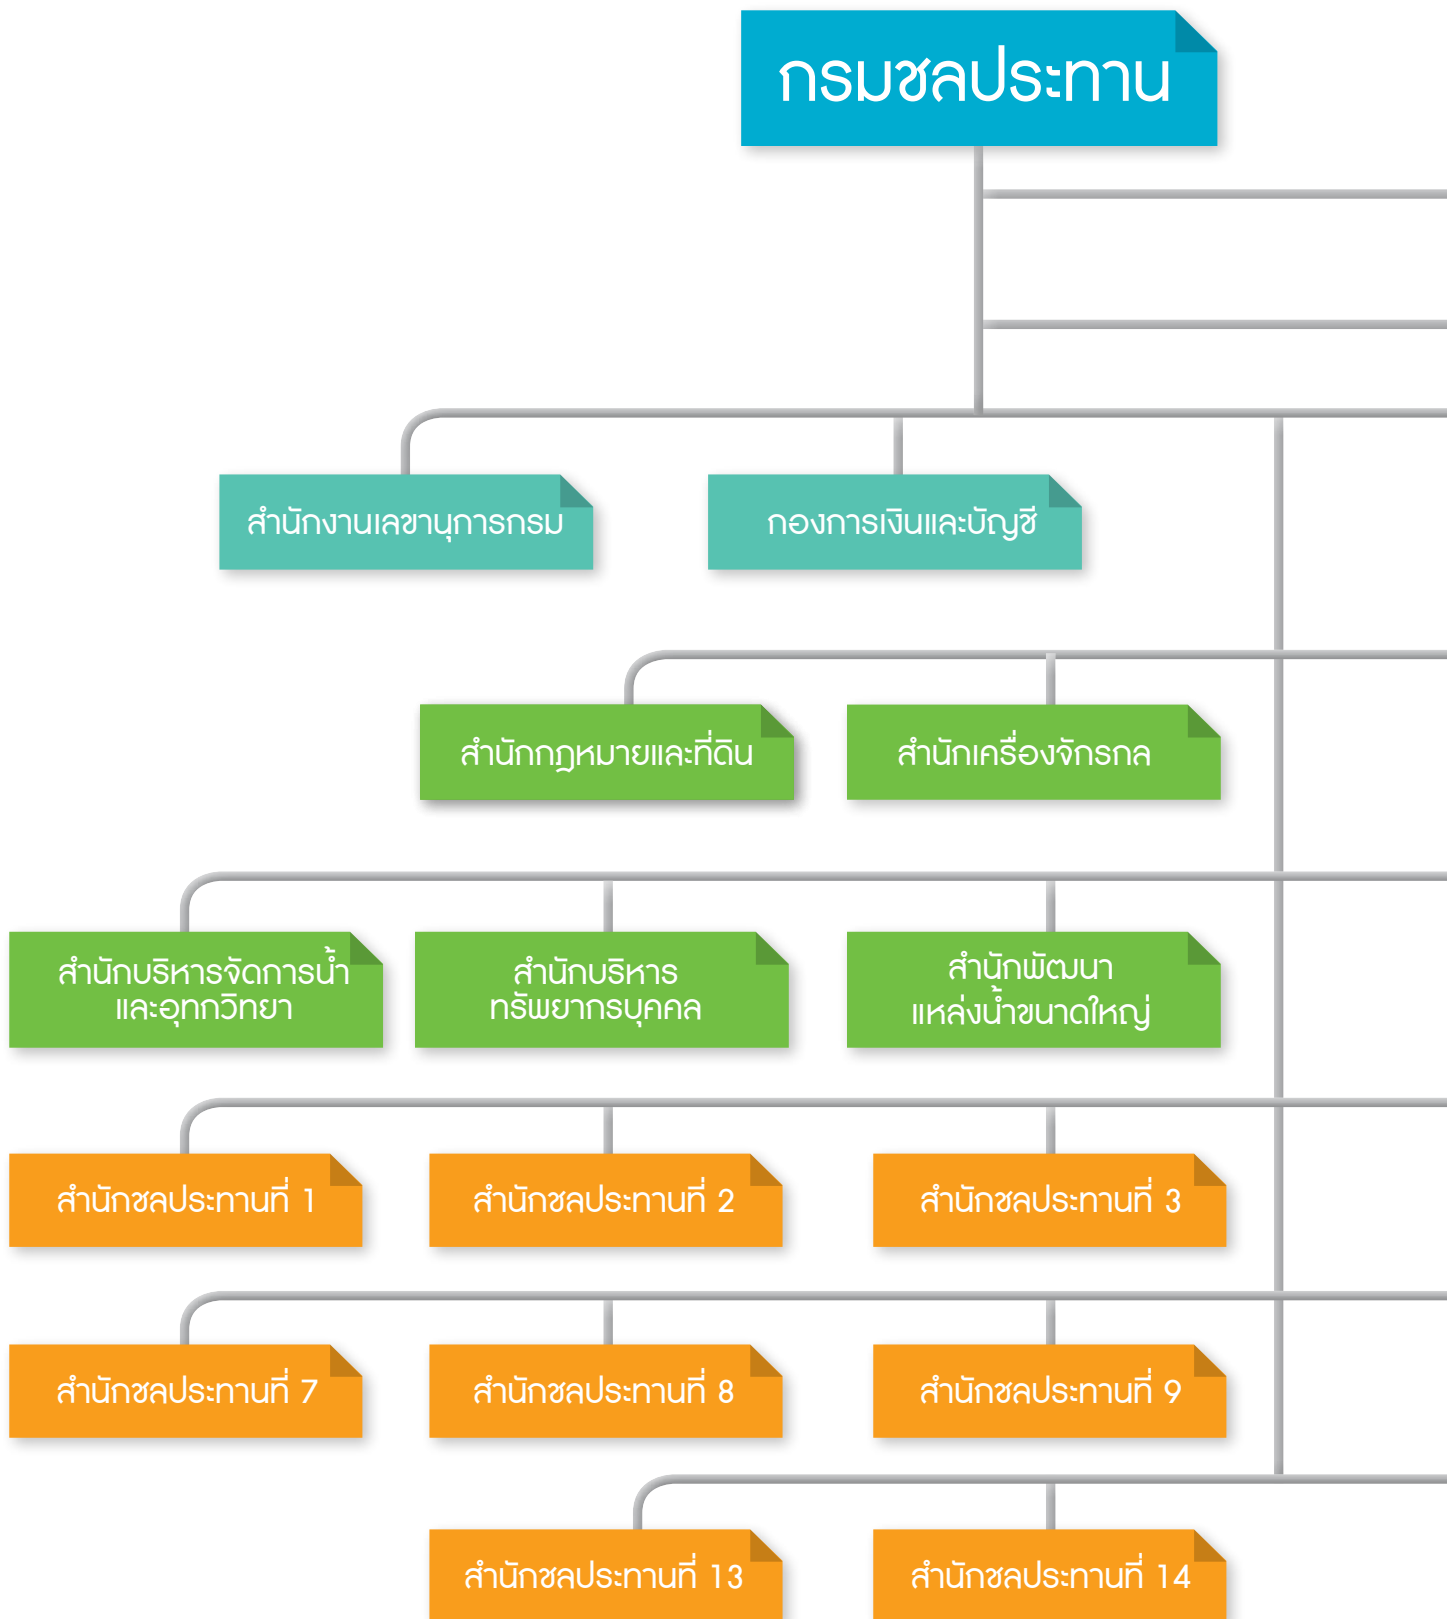 กรมชลประทาน
สำนักงานเลขานุการกรม
กองการเงินและบัญชี
สำนักกฎหมายและที่ดิน
สำนักเครื่องจักรกล
สำนักบริหารจัดการน้ำ
และอุทกวิทยา
สำนักบริหาร
ทรัพยากรบุคคล
สำนักพัฒนา
แหล่งน้ำขนาดใหญ่
สำนักชลประทานที่ 1
สำนักชลประทานที่ 2
สำนักชลประทานที่ 3
สำนักชลประทานที่ 7
สำนักชลประทานที่ 8
สำนักชลประทานที่ 9
สำนักชลประทานที่ 13
สำนักชลประทานที่ 14